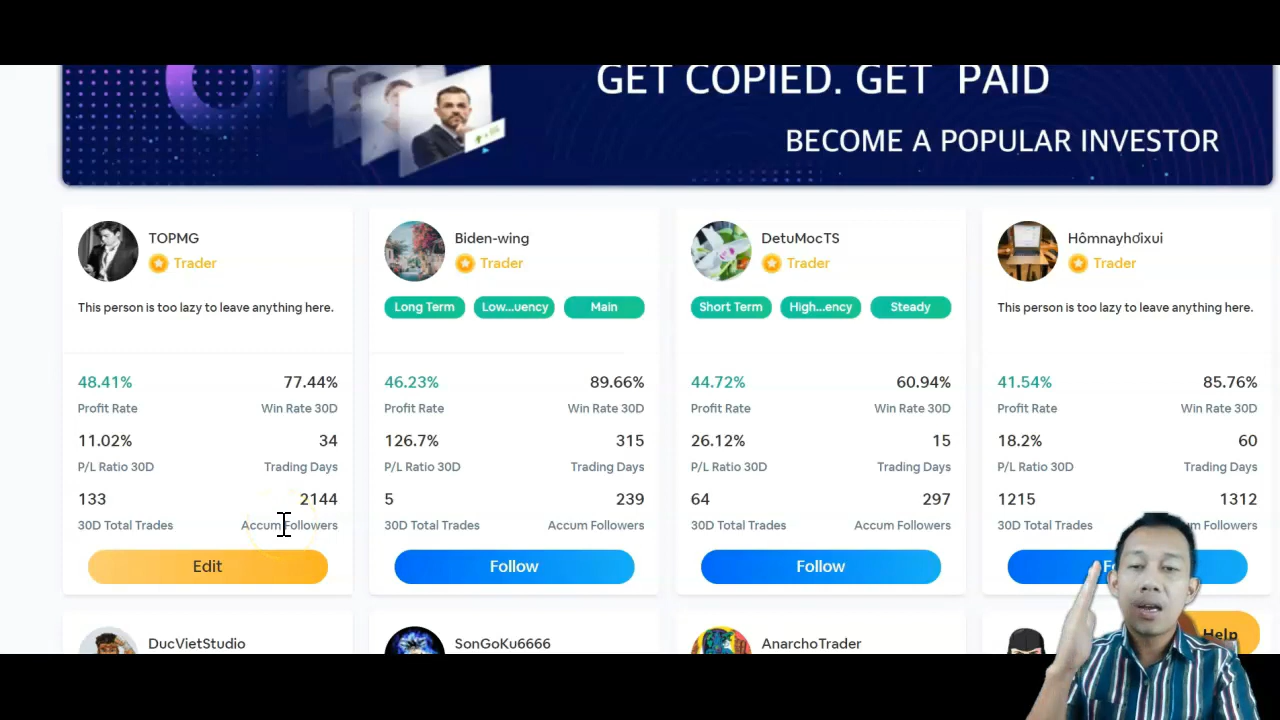 GET COPIED. GET PAID
BECOME A POPULAR INVESTOR
TOPMG
Trader
This person is too lazy to leave anything here.
48.41% 77.44%
Profit Rate Win Rate 30D
11.02% 34
P/L Ratio 30D Trading Days
133 2144
30D Total Trades Accum Followers
Edit
Biden-wing
Trader
Long Term Low...uency Main
46.23% 89.66%
Profit Rate Win Rate 30D
126.7% 315
P/L Ratio 30D Trading Days
5 239
30D Total Trades Accum Followers
Follow
DetuMocTS
Trader
Short Term High...ency Steady
44.72% 60.94%
Profit Rate Win Rate 30D
26.12% 15
P/L Ratio 30D Trading Days
64 297
30D Total Trades Accum Followers
Follow
Hômnayhơixui
Trader
This person is too lazy to leave anything here.
41.54% 85.76%
Profit Rate Win Rate 30D
18.2% 60
P/L Ratio 30D Trading Days
1215 1312
30D Total Trades Followers
DucVietStudio
SonGoKu6666
AnarchoTrader
Help